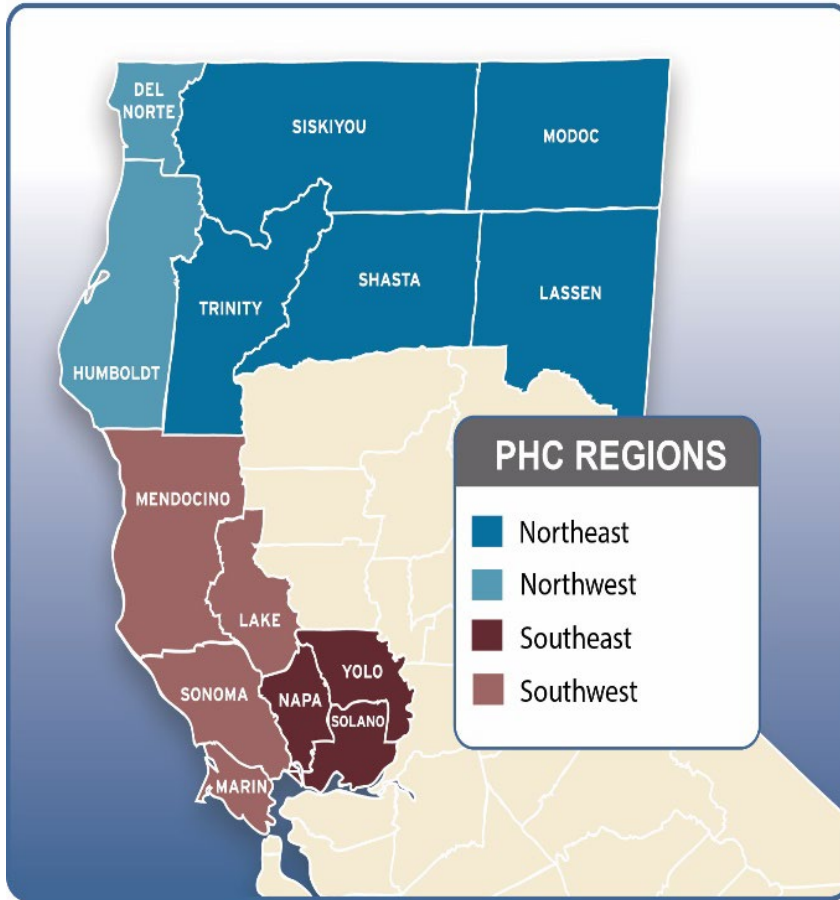 DEL
NORTE
SISKIYOU
MODOC
TRINITY
SHASTA
LASSEN
HUMBOLDT
MENDOCINO
LAKE
SONOMA
NAPA
YOLO
SOLANO
MARIN
PHC REGIONS
Northeast
Northwest
Southeast
Southwest